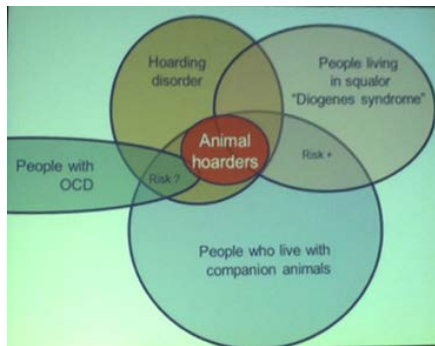 Hoarding
disorder
People living
in squalor
"Diogenes syndrome"
Animal
hoarders
People with
OCD
Risk ?
Risk +
People who live with
companion animals